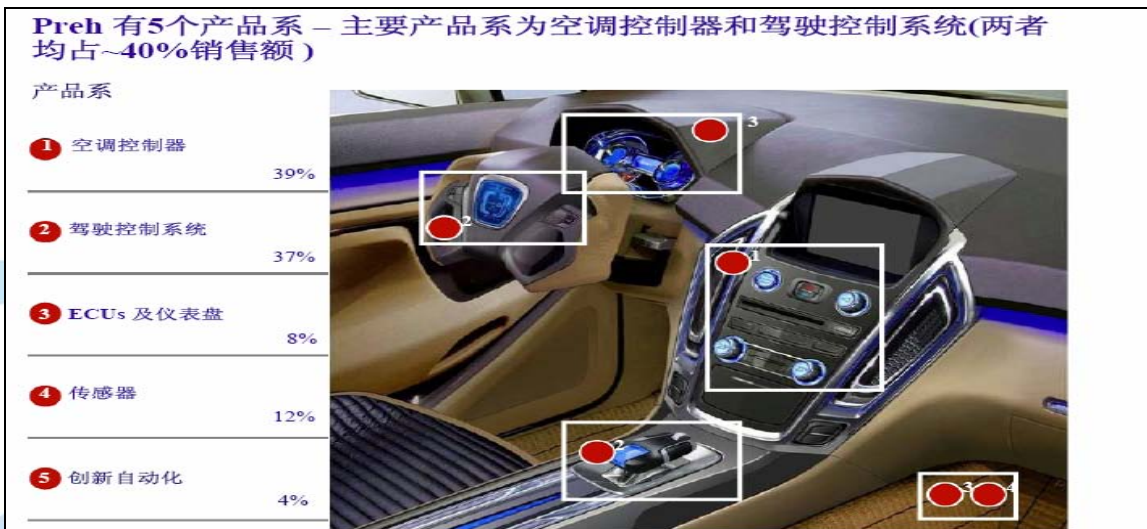 Preh 有5个产品系 – 主要产品系为空调控制器和驾驶控制系统(两者
均占~40%销售额 )
产品系
1 空调控制器
39%
2 驾驶控制系统
37%
3 ECUs 及仪表盘
8%
4 传感器
12%
5 创新自动化
4%
3
2
1
2
3 4